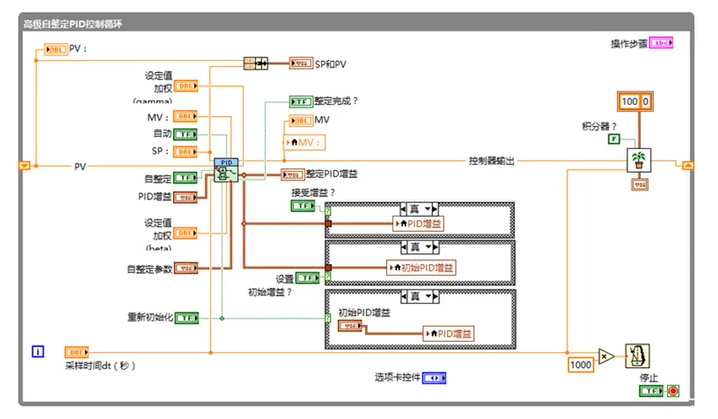 高级自整定PID控制循环
PV：
DBL
操作步骤
abc
SP和PV
设定值
加权
(gamma)
TF
整定完成？
100 0
MV：
DBL
DBL
MV
积分器？
自动
TF
MV：
F
SP：
DBL
PV
PID
控制器输出
自整定
TF
整定PID增益
PID增益
接受增益？
TF
真
PID增益
设定值
加权
(beta)
DBL
真
自整定参数
初始PID增益
设置
TF
初始增益？
真
重新初始化
TF
初始PID增益
PID增益
i
DBL
采样时间dt（秒）
1000
x
选项卡控件
停止
TF